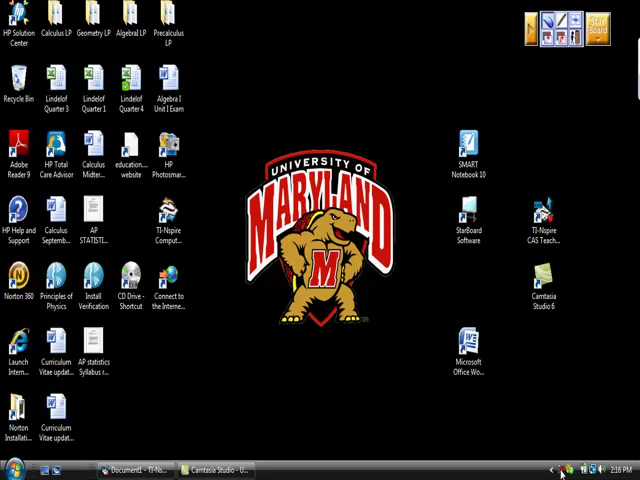 HP Solution
Center
Calculus LP
Geometry LP
Algebra LP
Precalculus
LP
Star
Board
Recycle Bin
Lindelof
Quarter 3
Lindelof
Quarter 1
Lindelof
Quarter 4
Algebra I
Unit I Exam
Adobe
Reader 9
HP Total
Care Advisor
Calculus
Midter...
education....
website
HP
Photosmar...
SMART
Notebook 10
UNIVERSITY OF
MARYLAND
M
HP Help and
Support
Calculus
Septemb...
AP
STATISTI...
TI-Nspire
Comput...
StarBoard
Software
TI-Nspire
CAS Teach...
Norton 360
Principles of
Physics
Install
Verification
CD Drive -
Shortcut
Connect to
the Interne...
Camtasia
Studio 6
Launch
Intern...
Curriculum
Vitae updat...
AP statistics
Syllabus r...
Microsoft
Office Wo...
Norton
Installati...
Curriculum
Vitae updat...
Document1 - TI-Ns...
Camtasia Studio - U...
2:16 PM